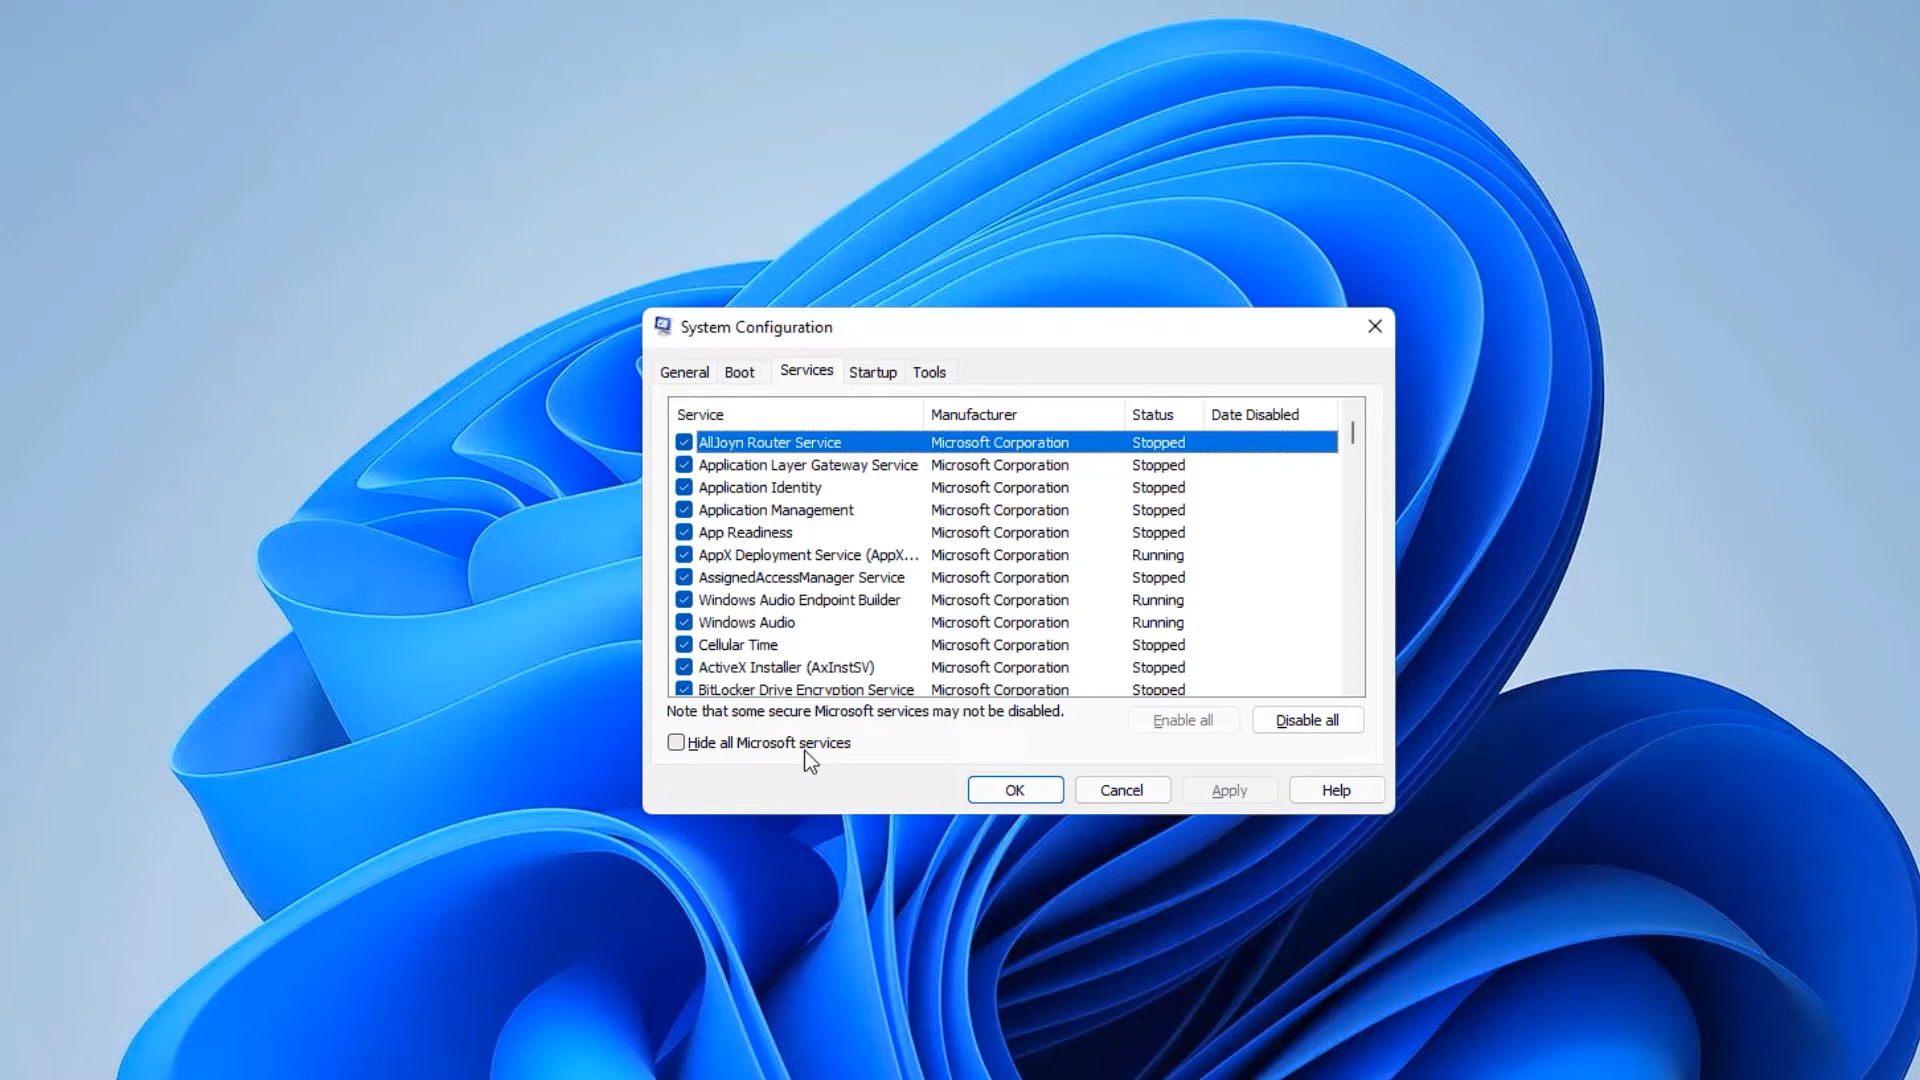 System Configuration
General Boot Services Startup Tools
Service Manufacturer Status Date Disabled
AllJoyn Router Service Microsoft Corporation Stopped
Application Layer Gateway Service Microsoft Corporation Stopped
Application Identity Microsoft Corporation Stopped
Application Management Microsoft Corporation Stopped
App Readiness Microsoft Corporation Stopped
AppX Deployment Service (AppX... Microsoft Corporation Running
AssignedAccessManager Service Microsoft Corporation Stopped
Windows Audio Endpoint Builder Microsoft Corporation Running
Windows Audio Microsoft Corporation Running
Cellular Time Microsoft Corporation Stopped
ActiveX Installer (AxInstSV) Microsoft Corporation Stopped
BitLocker Drive Encryption Service Microsoft Corporation Stopped
Note that some secure Microsoft services may not be disabled.
Enable all Disable all
Hide all Microsoft services
OK Cancel Apply Help